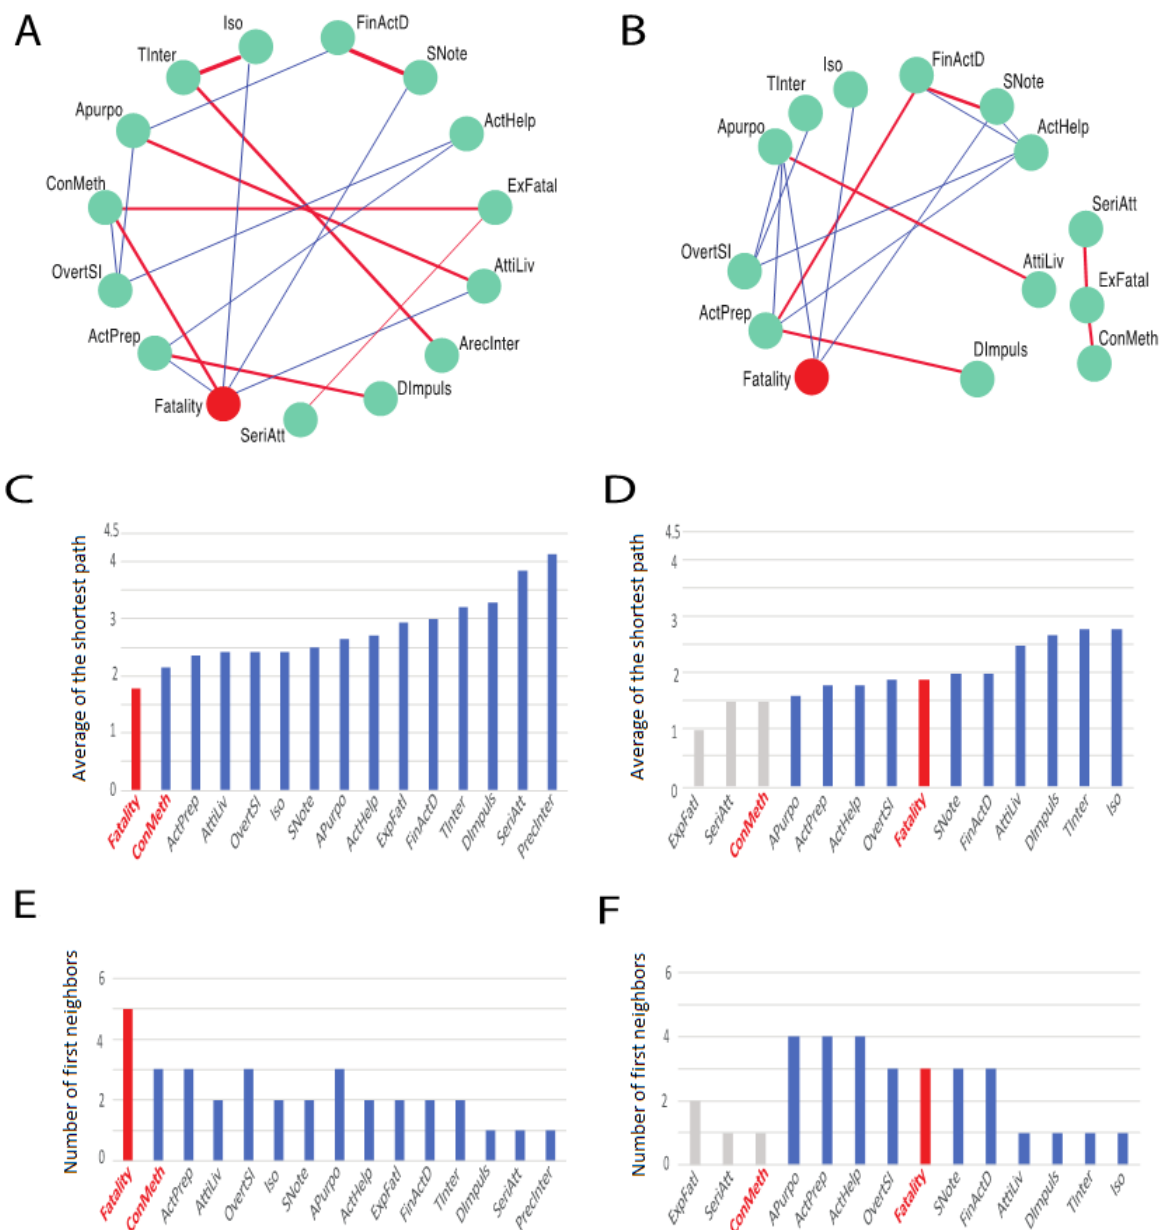 A
Iso
FinActD
TInter
SNote
Apurpo
ActHelp
ConMeth
ExFatal
OvertSI
AttiLiv
ActPrep
ArecInter
Fatality
DImpuls
SeriAtt
B
FinActD
Iso
TInter
SNote
Apurpo
ActHelp
SeriAtt
OvertSI
AttiLiv
ExFatal
ActPrep
ConMeth
DImpuls
Fatality
C
Average of the shortest path
4.5
4
3
2
1
0
Fatality
ConMeth
ActPrep
AttiLiv
OvertSI
Iso
SNote
APurpo
ActHelp
ExpFatl
FinActD
TInter
DImpuls
SeriAtt
PrecInter
D
Average of the shortest path
4.5
4
3
2
1
0
ExpFatl
SeriAtt
ConMeth
APurpo
ActPrep
ActHelp
OvertSI
Fatality
SNote
FinActD
AttiLiv
DImpuls
TInter
Iso
E
Number of first neighbors
6
4
2
0
Fatality
ConMeth
ActPrep
AttiLiv
OvertSI
Iso
SNote
APurpo
ActHelp
ExpFatl
FinActD
TInter
DImpuls
SeriAtt
PrecInter
F
Number of first neighbors
6
4
2
0
ExpFatl
SeriAtt
ConMeth
APurpo
ActPrep
ActHelp
OvertSI
Fatality
SNote
FinActD
AttiLiv
DImpuls
TInter
Iso